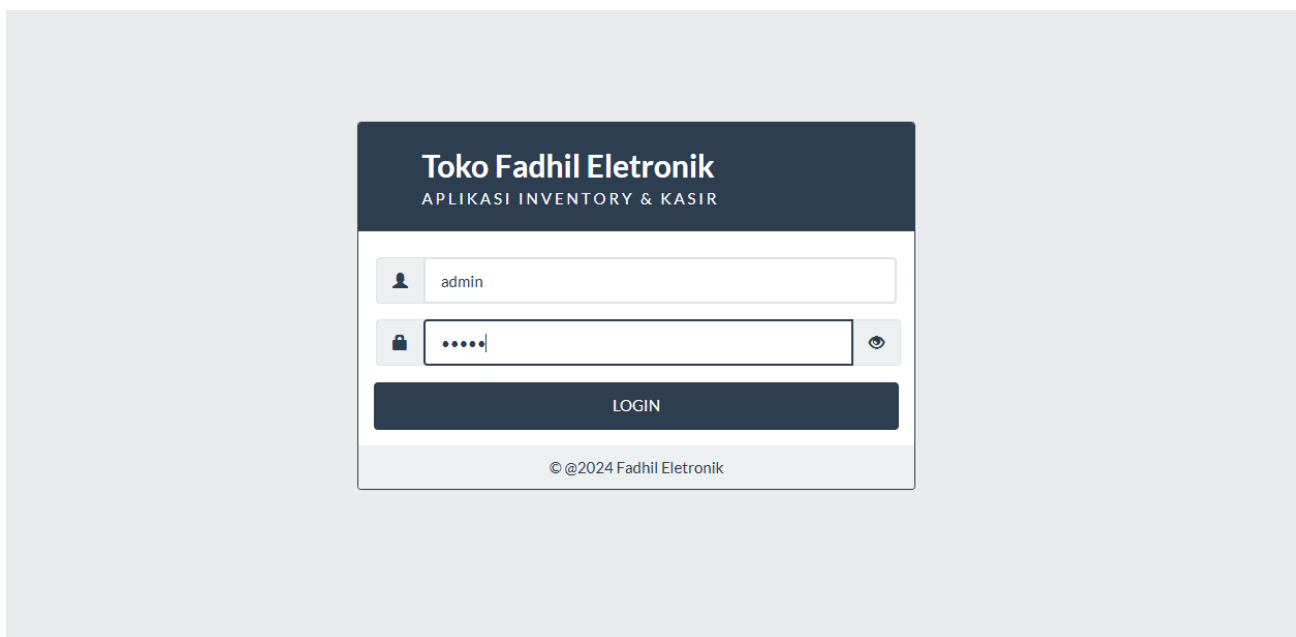 Toko Fadhil Eletronik
APLIKASI INVENTORY & KASIR
admin
•••••
LOGIN
© @2024 Fadhil Eletronik